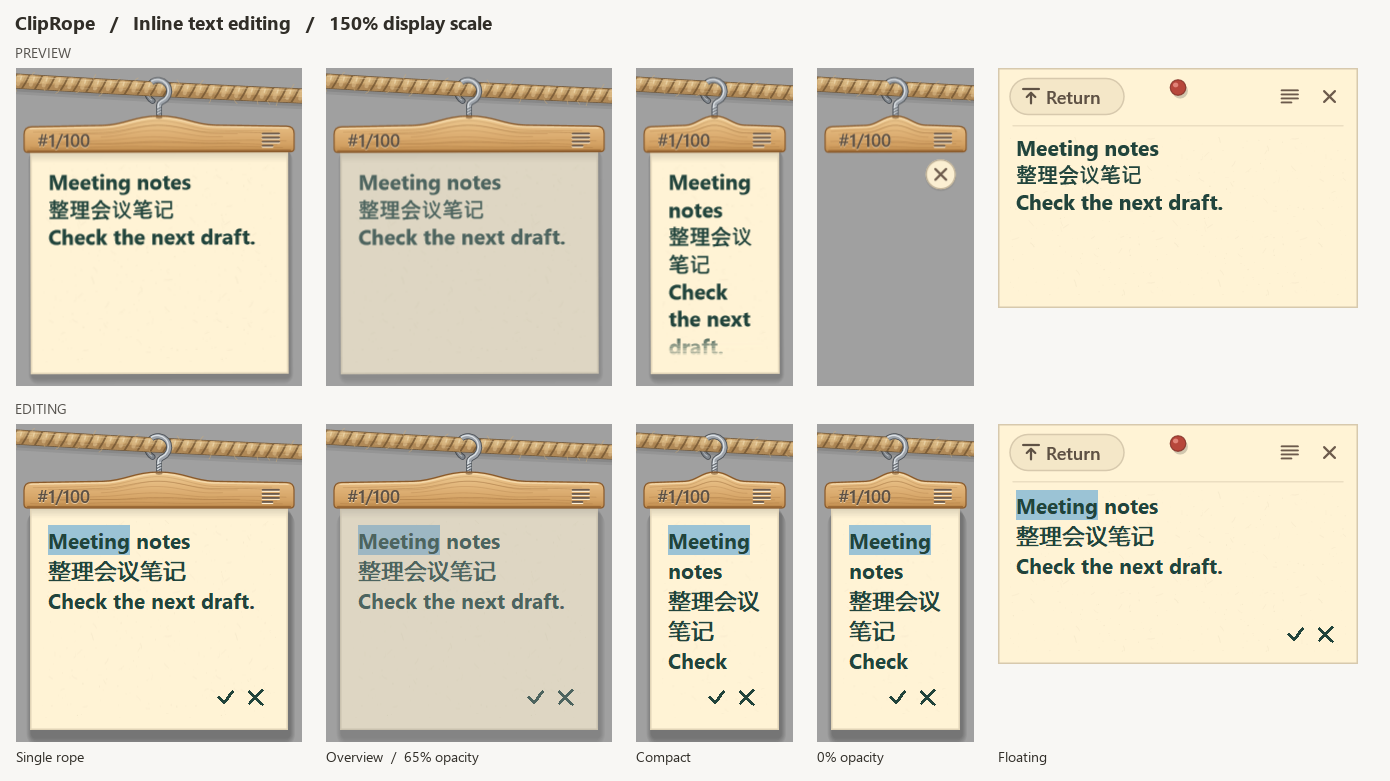 ClipRope / Inline text editing / 150% display scale
PREVIEW
#1/100
Meeting notes
整理会议笔记
Check the next draft.
#1/100
Meeting notes
整理会议笔记
Check the next draft.
#1/100
Meeting
notes
整理会议
笔记
Check
the next
draft.
#1/100
Return
Meeting notes
整理会议笔记
Check the next draft.
EDITING
#1/100
Meeting notes
整理会议笔记
Check the next draft.
Single rope
#1/100
Meeting notes
整理会议笔记
Check the next draft.
Overview / 65% opacity
#1/100
Meeting
notes
整理会议
笔记
Check
Compact
#1/100
Meeting
notes
整理会议
笔记
Check
0% opacity
Return
Meeting notes
整理会议笔记
Check the next draft.
Floating